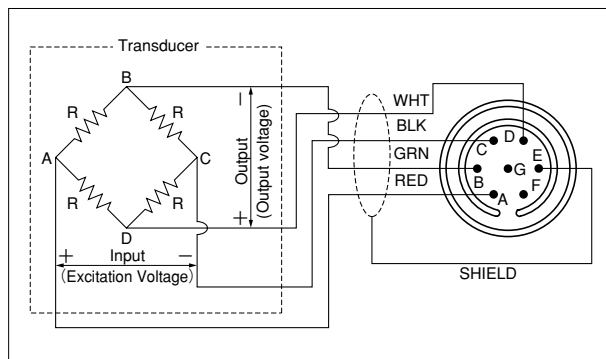 Transducer
B
R
R
A
C
R
R
D
−
Output
(Output voltage)
+
+
Input
−
(Excitation Voltage)
WHT
BLK
GRN
RED
C
D
E
B
G
A
F
SHIELD